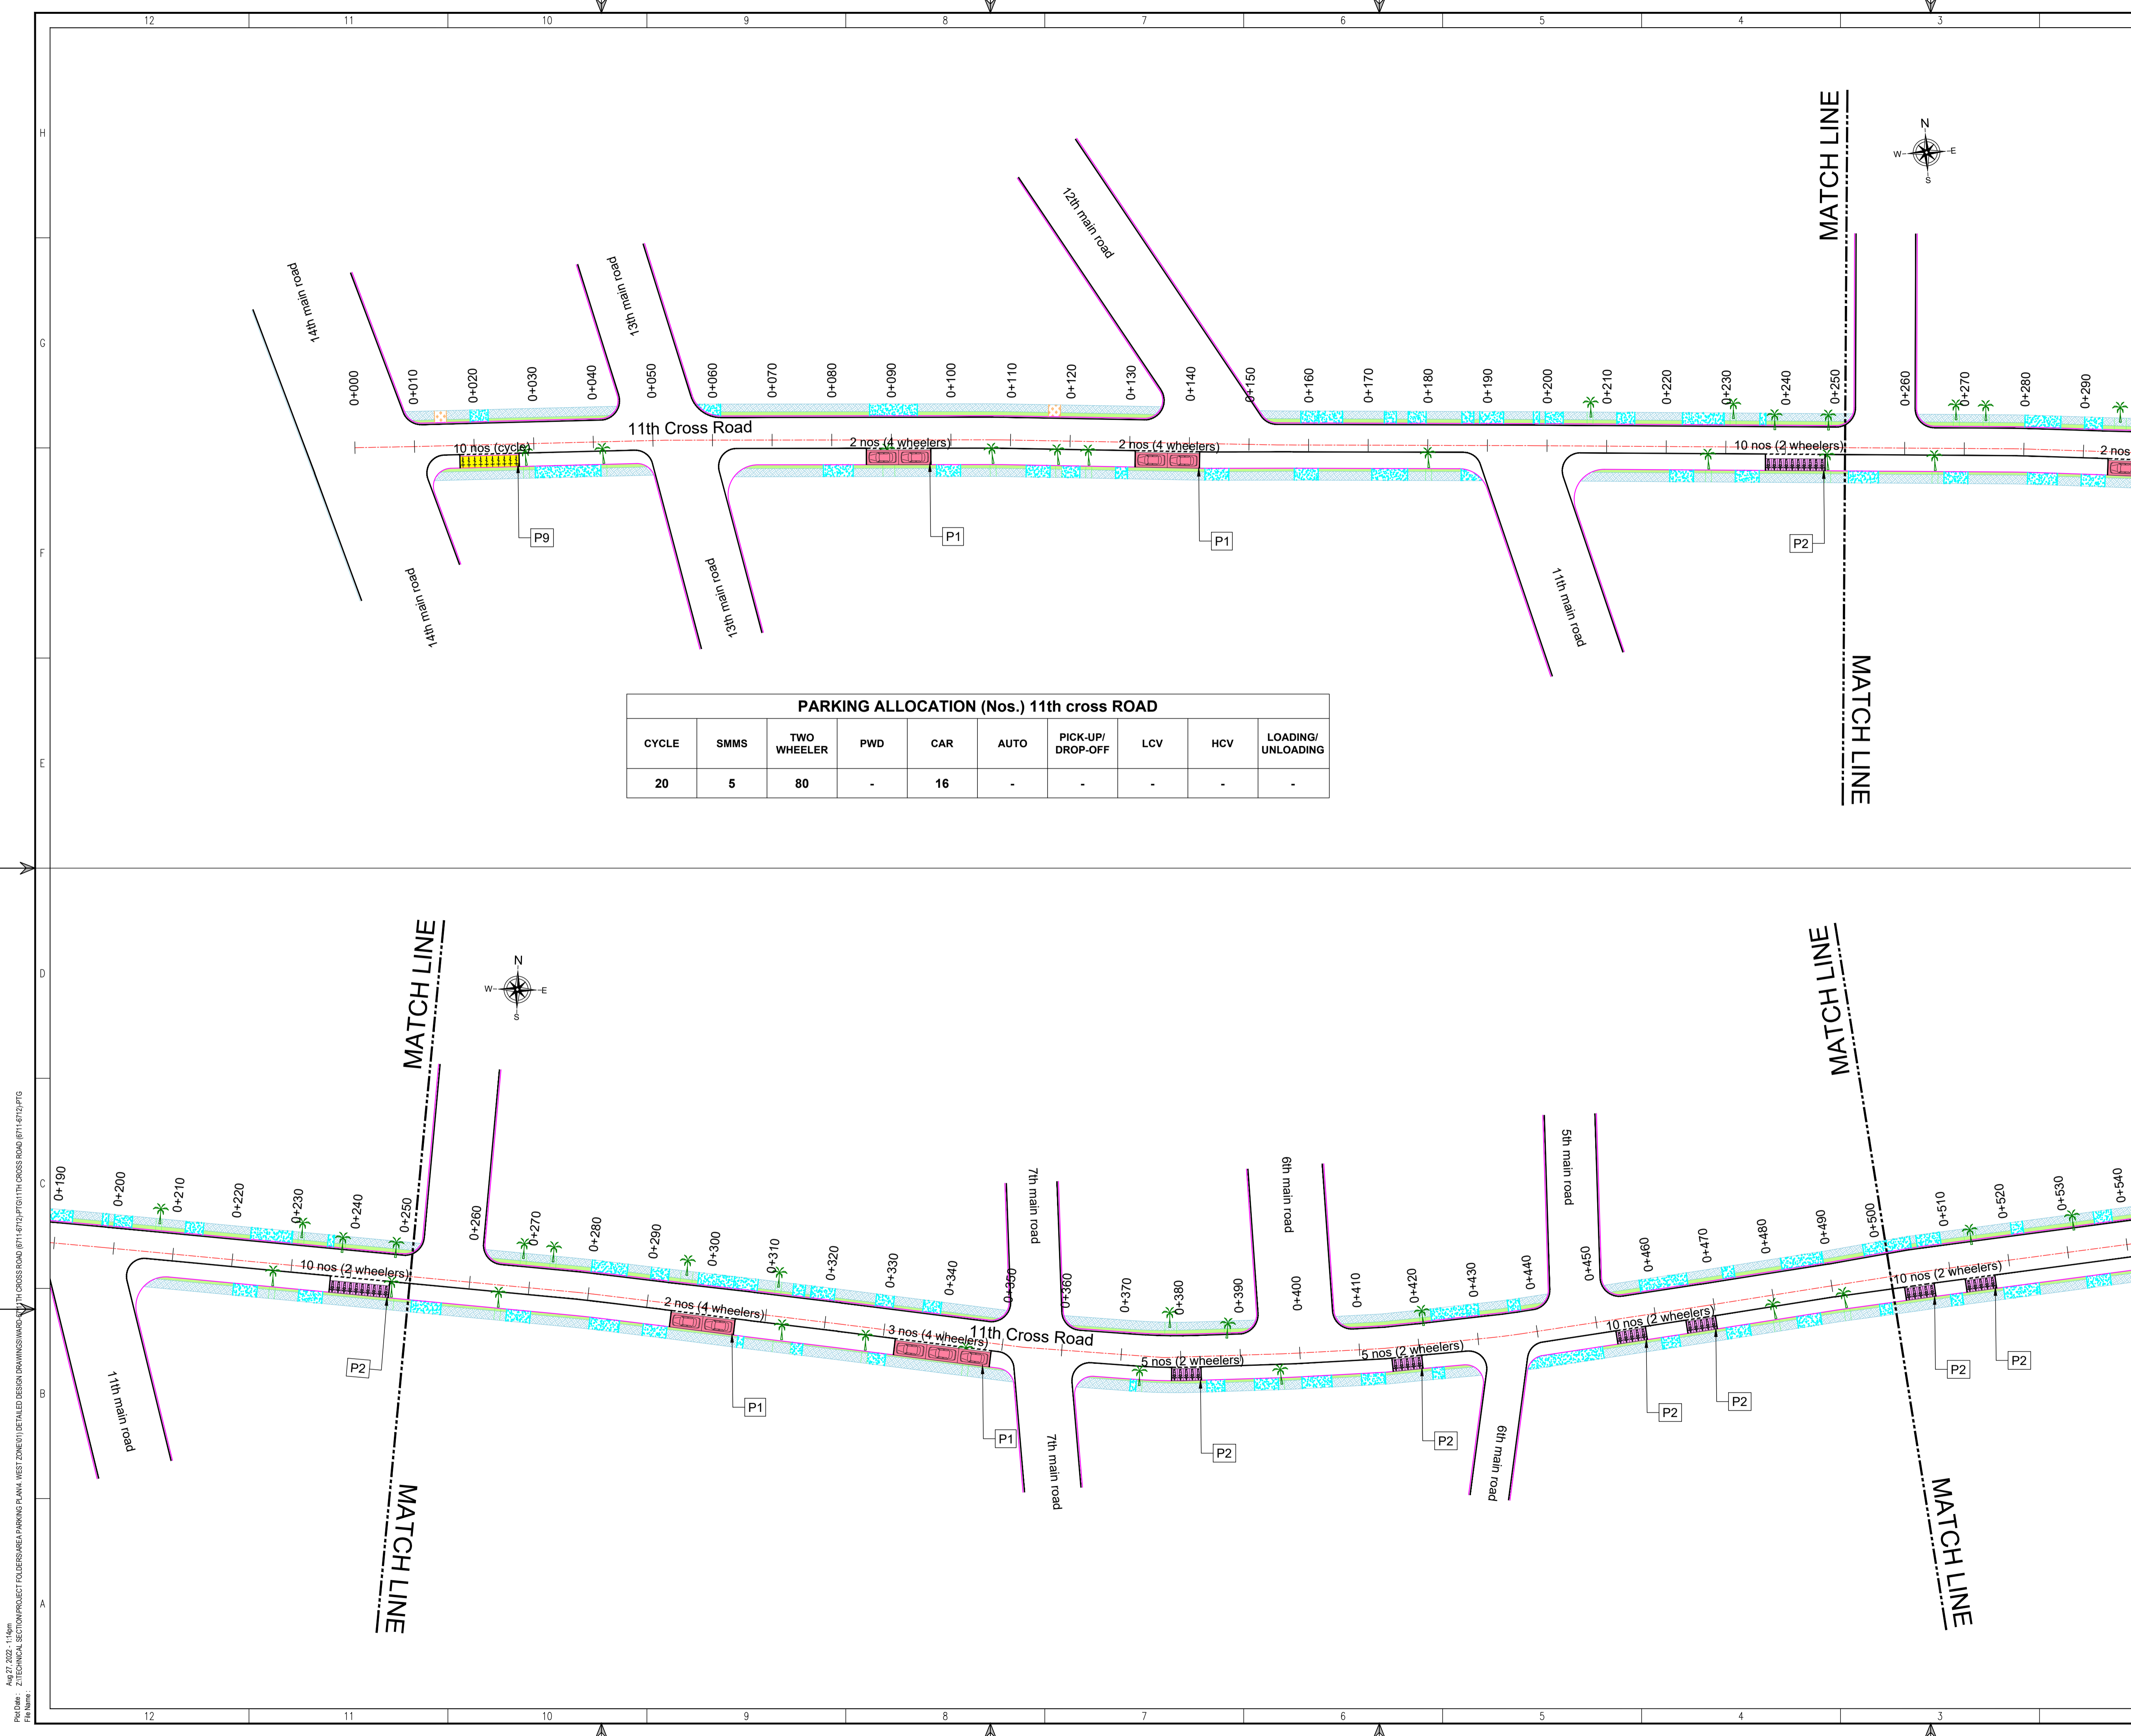 12 11 10 9 8 7 6 5 4 3
H
G
F
E
D
C
B
A
MATCH LINE
N
W E
S
14th main road
13th main road
12th main road
0+000 0+010 0+020 0+030 0+040 0+050 0+060 0+070 0+080 0+090 0+100 0+110 0+120 0+130 0+140 0+150 0+160 0+170 0+180 0+190 0+200 0+210 0+220 0+230 0+240 0+250 0+260 0+270 0+280 0+290
11th Cross Road
10 nos (cycle)
2 nos (4 wheelers)
2 nos (4 wheelers)
10 nos (2 wheelers)
2 nos
P9
P1
P1
P2
14th main road
13th main road
11th main road
MATCH LINE
PARKING ALLOCATION (Nos.) 11th cross ROAD
CYCLE SMMS TWO WHEELER PWD CAR AUTO PICK-UP/ DROP-OFF LCV HCV LOADING/ UNLOADING
20 5 80 - 16 - - - - -
MATCH LINE
N
W E
S
MATCH LINE
7th main road
6th main road
5th main road
0+190 0+200 0+210 0+220 0+230 0+240 0+250 0+260 0+270 0+280 0+290 0+300 0+310 0+320 0+330 0+340 0+350 0+360 0+370 0+380 0+390 0+400 0+410 0+420 0+430 0+440 0+450 0+460 0+470 0+480 0+490 0+500 0+510 0+520 0+530 0+540
10 nos (2 wheelers)
2 nos (4 wheelers)
3 nos (4 wheelers)
11th Cross Road
5 nos (2 wheelers)
5 nos (2 wheelers)
10 nos (2 wheelers)
10 nos (2 wheelers)
P2
P1
P1
P2
P2
P2
P2
P2
P2
11th main road
7th main road
6th main road
MATCH LINE
MATCH LINE
Plot Date : Aug 27, 2022 - 1:14pm
File Name :
12 11 10 9 8 7 6 5 4 3